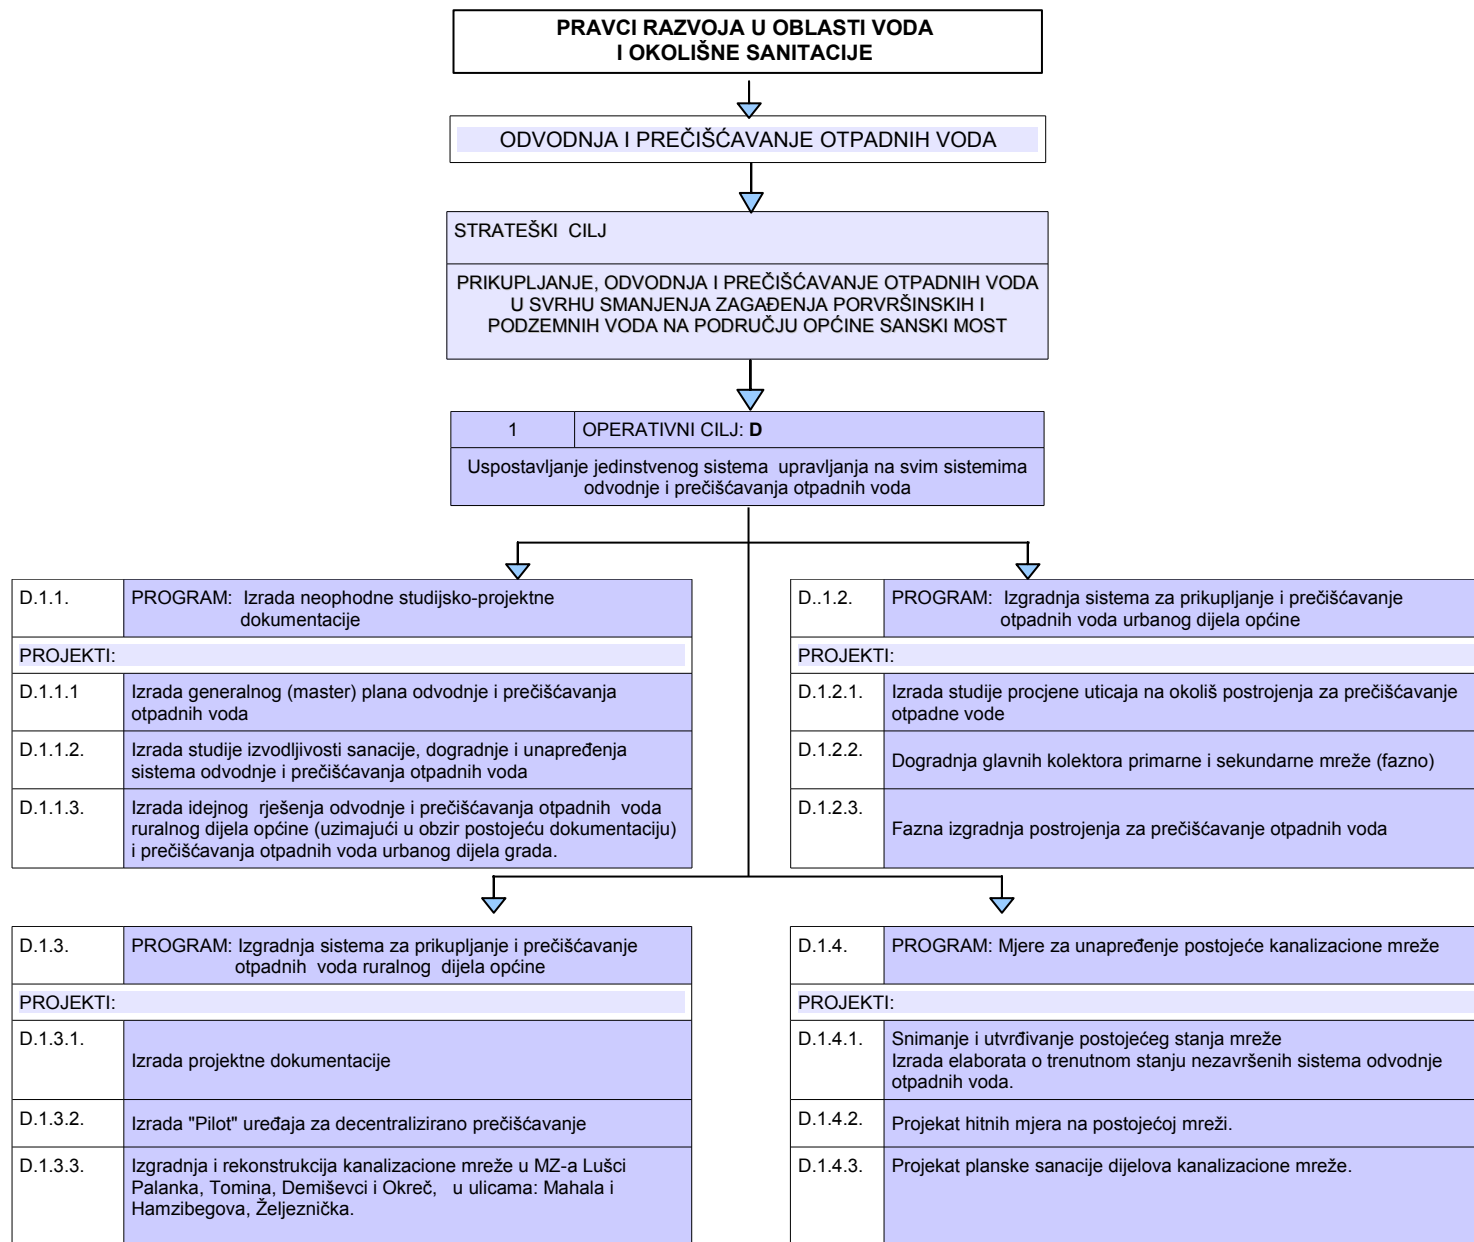 PRAVCI RAZVOJA U OBLASTI VODA
I OKOLIŠNE SANITACIJE
ODVODNJA I PREČIŠĆAVANJE OTPADNIH VODA
STRATEŠKI CILJ
PRIKUPLJANJE, ODVODNJA I PREČIŠĆAVANJE OTPADNIH VODA
U SVRHU SMANJENJA ZAGAĐENJA PORVRŠINSKIH I
PODZEMNIH VODA NA PODRUČJU OPĆINE SANSKI MOST
1 OPERATIVNI CILJ: D
Uspostavljanje jedinstvenog sistema upravljanja na svim sistemima
odvodnje i prečišćavanja otpadnih voda
D.1.1. PROGRAM: Izrada neophodne studijsko-projektne
dokumentacije
PROJEKTI:
D.1.1.1 Izrada generalnog (master) plana odvodnje i prečišćavanja
otpadnih voda
D.1.1.2. Izrada studije izvodljivosti sanacije, dogradnje i unapređenja
sistema odvodnje i prečišćavanja otpadnih voda
D.1.1.3. Izrada idejnog rješenja odvodnje i prečišćavanja otpadnih voda
ruralnog dijela općine (uzimajući u obzir postojeću dokumentaciju)
i prečišćavanja otpadnih voda urbanog dijela grada.
D..1.2. PROGRAM: Izgradnja sistema za prikupljanje i prečišćavanje
otpadnih voda urbanog dijela općine
PROJEKTI:
D.1.2.1. Izrada studije procjene uticaja na okoliš postrojenja za prečišćavanje
otpadne vode
D.1.2.2. Dogradnja glavnih kolektora primarne i sekundarne mreže (fazno)
D.1.2.3. Fazna izgradnja postrojenja za prečišćavanje otpadnih voda
D.1.3. PROGRAM: Izgradnja sistema za prikupljanje i prečišćavanje
otpadnih voda ruralnog dijela općine
PROJEKTI:
D.1.3.1. Izrada projektne dokumentacije
D.1.3.2. Izrada "Pilot" uređaja za decentralizirano prečišćavanje
D.1.3.3. Izgradnja i rekonstrukcija kanalizacione mreže u MZ-a Lušci
Palanka, Tomina, Demiševci i Okreč, u ulicama: Mahala i
Hamzibegova, Željeznička.
D.1.4. PROGRAM: Mjere za unapređenje postojeće kanalizacione mreže
PROJEKTI:
D.1.4.1. Snimanje i utvrđivanje postojećeg stanja mreže
Izrada elaborata o trenutnom stanju nezavršenih sistema odvodnje
otpadnih voda.
D.1.4.2. Projekat hitnih mjera na postojećoj mreži.
D.1.4.3. Projekat planske sanacije dijelova kanalizacione mreže.